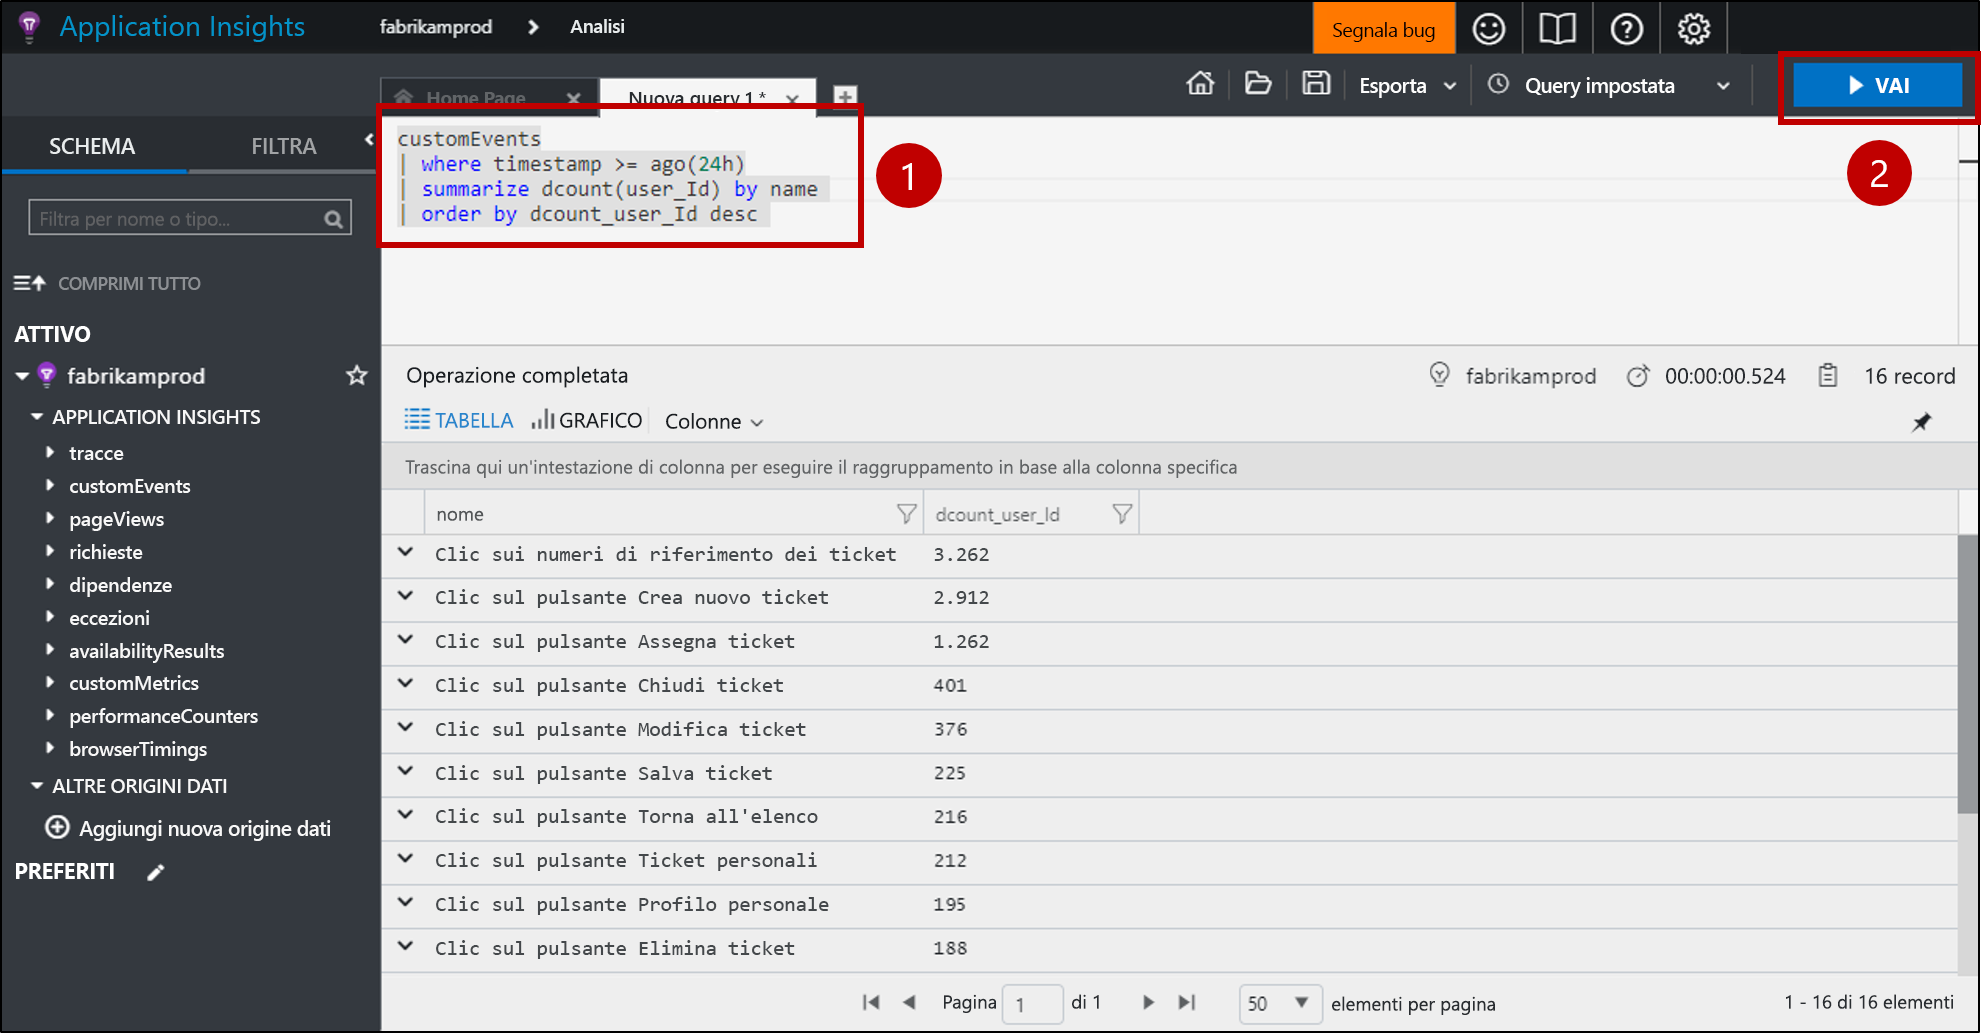 Application Insights
fabrikamprod
Analisi
Segnala bug
Home Page
Nuova query 1*
Esporta
Query impostata
VAI
SCHEMA
FILTRA
customEvents
| where timestamp >= ago(24h)
| summarize dcount(user_Id) by name
| order by dcount_user_Id desc
1
2
Filtra per nome o tipo...
COMPRIMI TUTTO
ATTIVO
fabrikamprod
APPLICATION INSIGHTS
tracce
customEvents
pageViews
richieste
dipendenze
eccezioni
availabilityResults
customMetrics
performanceCounters
browserTimings
ALTRE ORIGINI DATI
Aggiungi nuova origine dati
PREFERITI
Operazione completata
fabrikamprod
00:00:00.524
16 record
TABELLA
GRAFICO
Colonne
Trascina qui un'intestazione di colonna per eseguire il raggruppamento in base alla colonna specifica
nome dcount_user_Id
Clic sui numeri di riferimento dei ticket 3.262
Clic sul pulsante Crea nuovo ticket 2.912
Clic sul pulsante Assegna ticket 1.262
Clic sul pulsante Chiudi ticket 401
Clic sul pulsante Modifica ticket 376
Clic sul pulsante Salva ticket 225
Clic sul pulsante Torna all'elenco 216
Clic sul pulsante Ticket personali 212
Clic sul pulsante Profilo personale 195
Clic sul pulsante Elimina ticket 188
Pagina 1 di 1
50 elementi per pagina
1 - 16 di 16 elementi